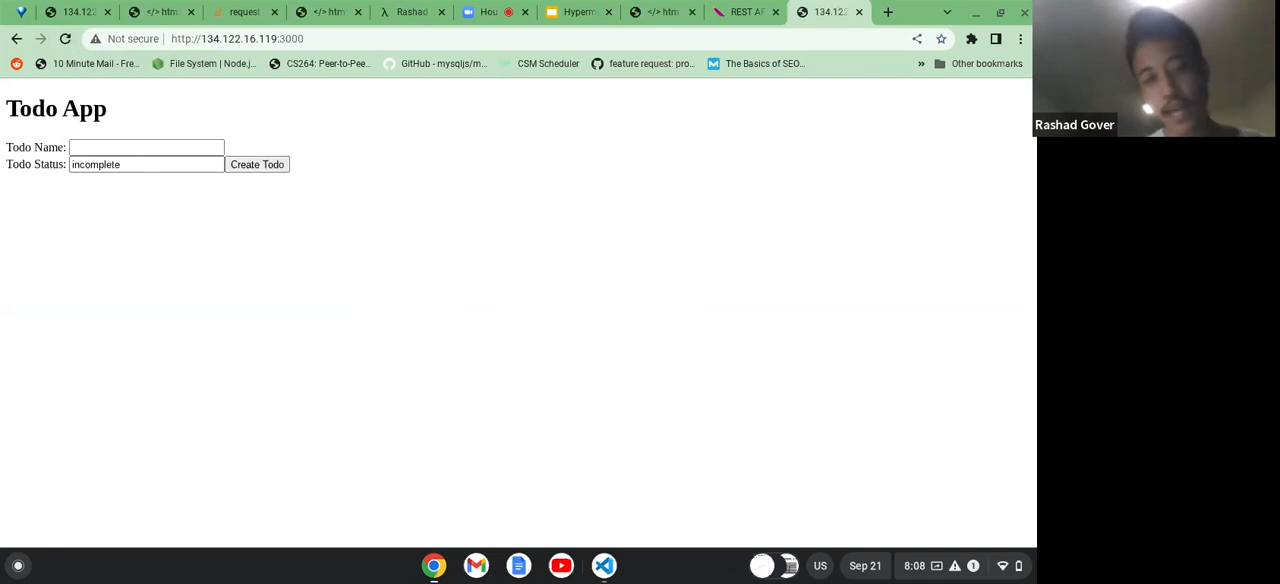 134.122
</> htm
request
</> htm
Rashad
Hou
Hyperm
</> htm
REST AF
134.122
Not secure
http://134.122.16.119:3000
10 Minute Mail - Fre...
File System | Node.j...
CS264: Peer-to-Pee...
GitHub - mysqljs/m...
CSM Scheduler
feature request: pro...
The Basics of SEO...
»
Other bookmarks
Rashad Gover
Todo App
Todo Name:
Todo Status: incomplete Create Todo
US
Sep 21
8:08
1